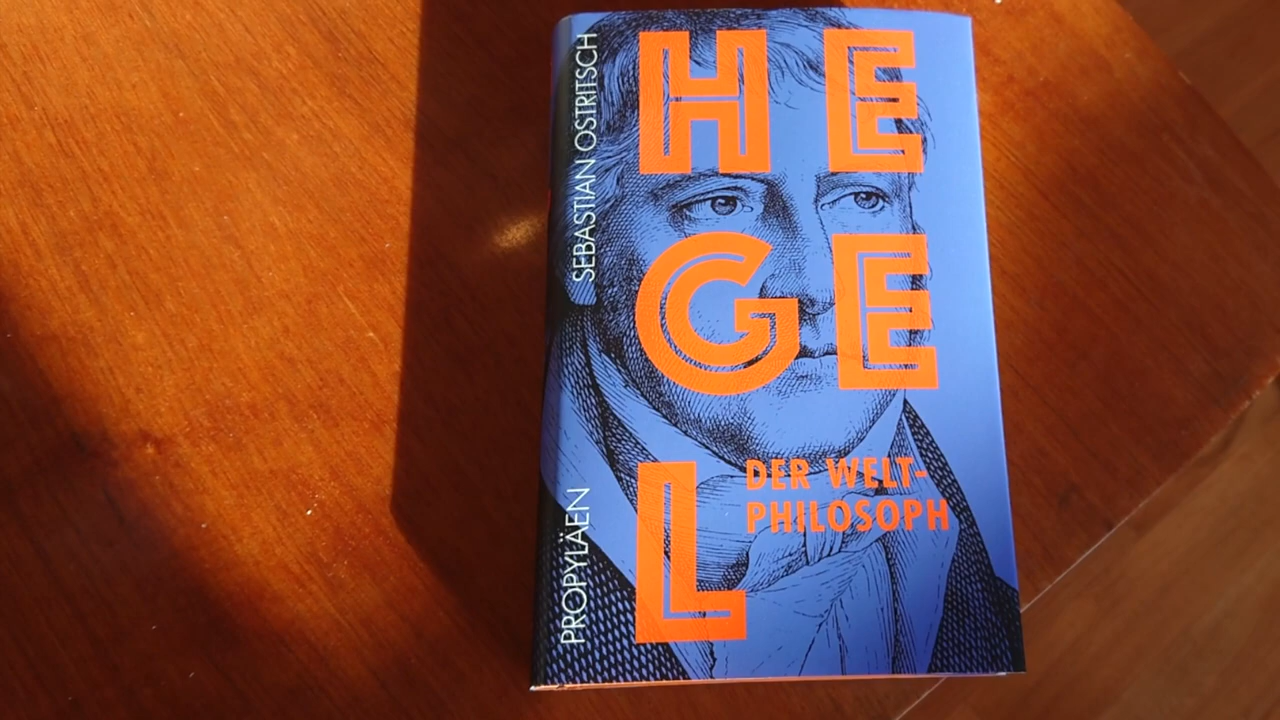 SEBASTIAN OSTRITSCH
HE
GE
L
DER WELT-
PHILOSOPH
PROPYLÄEN